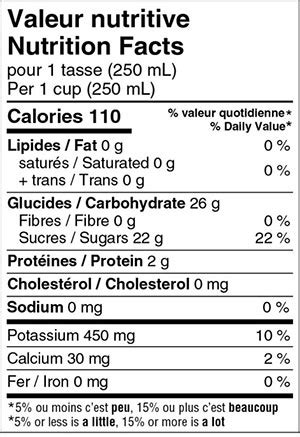 Valeur nutritive
Nutrition Facts
pour 1 tasse (250 mL)
Per 1 cup (250 mL)
Calories 110
% valeur quotidienne*
% Daily Value*
Lipides / Fat 0 g 0 %
saturés / Saturated 0 g
+ trans / Trans 0 g
0 %
Glucides / Carbohydrate 26 g
Fibres / Fibre 0 g 0 %
Sucres / Sugars 22 g 22 %
Protéines / Protein 2 g
Cholestérol / Cholesterol 0 mg
Sodium 0 mg 0 %
Potassium 450 mg 10 %
Calcium 30 mg 2 %
Fer / Iron 0 mg 0 %
*5% ou moins c'est peu, 15% ou plus c'est beaucoup
*5% or less is a little, 15% or more is a lot